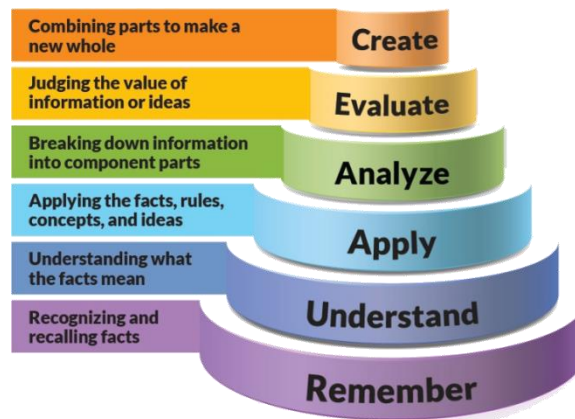 Combining parts to make a
new whole
Create
Judging the value of
information or ideas
Evaluate
Breaking down information
into component parts
Analyze
Applying the facts, rules,
concepts, and ideas
Apply
Understanding what
the facts mean
Understand
Recognizing and
recalling facts
Remember